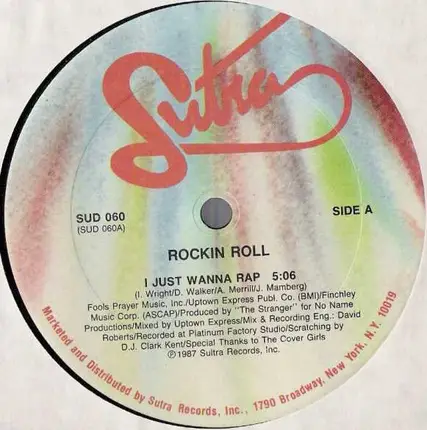 Sutra
SUD 060
(SUD 060A)
SIDE A
ROCKIN ROLL
I JUST WANNA RAP 5:06
(I. Wright/D. Walker/A. Merrill/J. Mamberg)
Fools Prayer Music, Inc./Uptown Express Publ. Co. (BMI)/Finchley
Music Corp. (ASCAP)/Produced by "The Stranger" for No Name
Productions/Mixed by Uptown Express/Mix & Recording Eng.: David
Roberts/Recorded at Platinum Factory Studio/Scratching by
D.J. Clark Kent/Special Thanks to The Cover Girls
℗1987 Sutra Records, Inc.
Marketed and Distributed by Sutra Records, Inc., 1790 Broadway, New York, N.Y. 10019